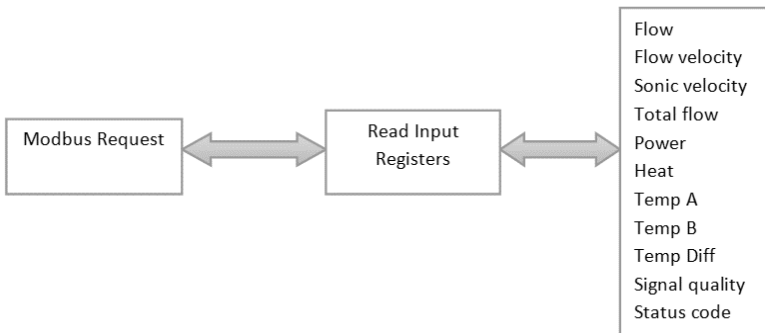 Modbus Request
Read Input
Registers
Flow
Flow velocity
Sonic velocity
Total flow
Power
Heat
Temp A
Temp B
Temp Diff
Signal quality
Status code